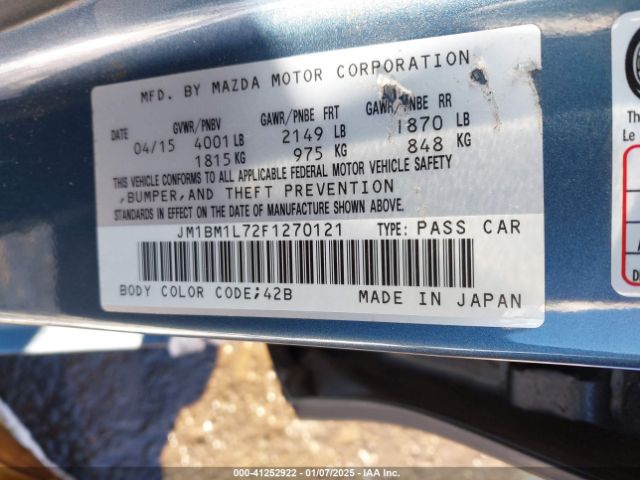 MFD. BY MAZDA MOTOR CORPORATION
DATE GVWR/PNBV GAWR/PNBE FRT GAWR/PNBE RR
04/15 4001 LB 2149 LB 1870 LB
1815 KG 975 KG 848 KG
THIS VEHICLE CONFORMS TO ALL APPLICABLE FEDERAL MOTOR VEHICLE SAFETY
,BUMPER,AND THEFT PREVENTION
STANDARDS IN EFFECT ON THE DATE OF MANUFACTURE SHOWN ABOVE.
JM1BM1L72F1270121 TYPE: PASS CAR
BODY COLOR CODE;42B MADE IN JAPAN
Th
Le
000-41252922 - 01/07/2025 - IAA Inc.